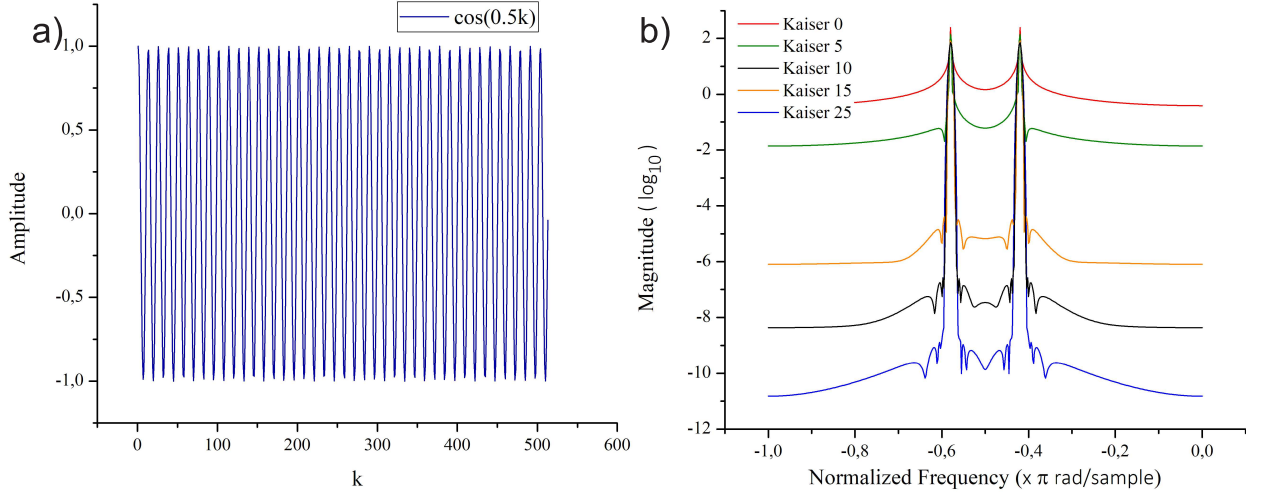 a)
cos(0.5k)
1,0
0,5
0,0
-0,5
-1,0
Amplitude
0
100
200
300
400
500
600
k
b)
Kaiser 0
Kaiser 5
Kaiser 10
Kaiser 15
Kaiser 25
2
0
-2
-4
-6
-8
-10
-12
Magnitude ( log10 )
-1,0
-0,8
-0,6
-0,4
-0,2
0,0
Normalized Frequency (x π rad/sample)